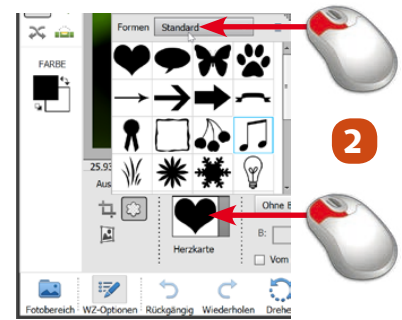 Formen Standard
FARBE
2
25.93
Aus
Ohne
B:
Herzkarte
Vom
Fotobereich WZ-Optionen Rückgängig Wiederholen Drehe